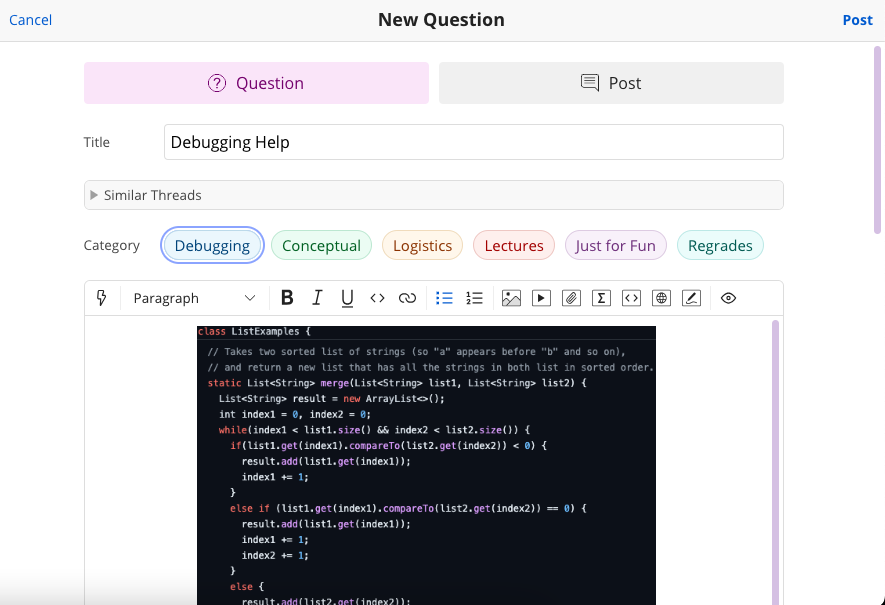 Cancel New Question Post
Question Post
Title Debugging Help
Similar Threads
Category Debugging Conceptual Logistics Lectures Just for Fun Regrades
Paragraph B I U
class ListExamples {
// Takes two sorted list of strings (so "a" appears before "b" and so on),
// and return a new list that has all the strings in both list in sorted order.
static List<String> merge(List<String> list1, List<String> list2) {
List<String> result = new ArrayList<>();
int index1 = 0, index2 = 0;
while(index1 < list1.size() && index2 < list2.size()) {
if(list1.get(index1).compareTo(list2.get(index2)) < 0) {
result.add(list1.get(index1));
index1 += 1;
}
else if (list1.get(index1).compareTo(list2.get(index2)) == 0) {
result.add(list1.get(index1));
index1 += 1;
index2 += 1;
}
else {
result.add(list2.get(index2));